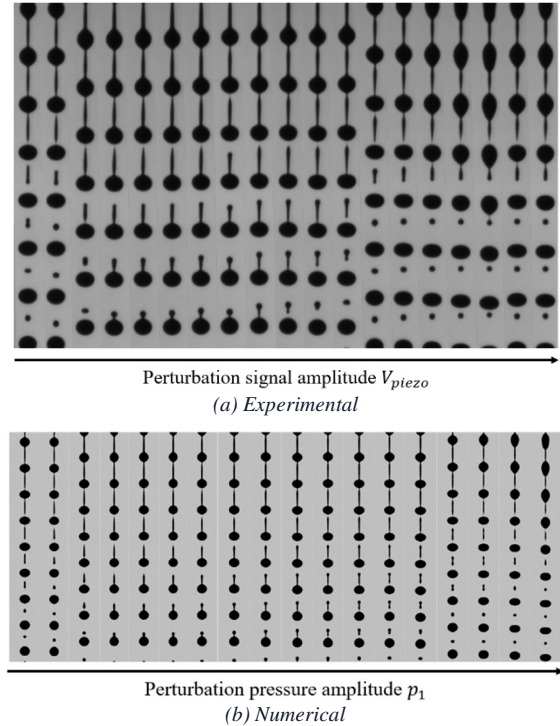 Perturbation signal amplitude V_piezo
(a) Experimental
Perturbation pressure amplitude p_1
(b) Numerical